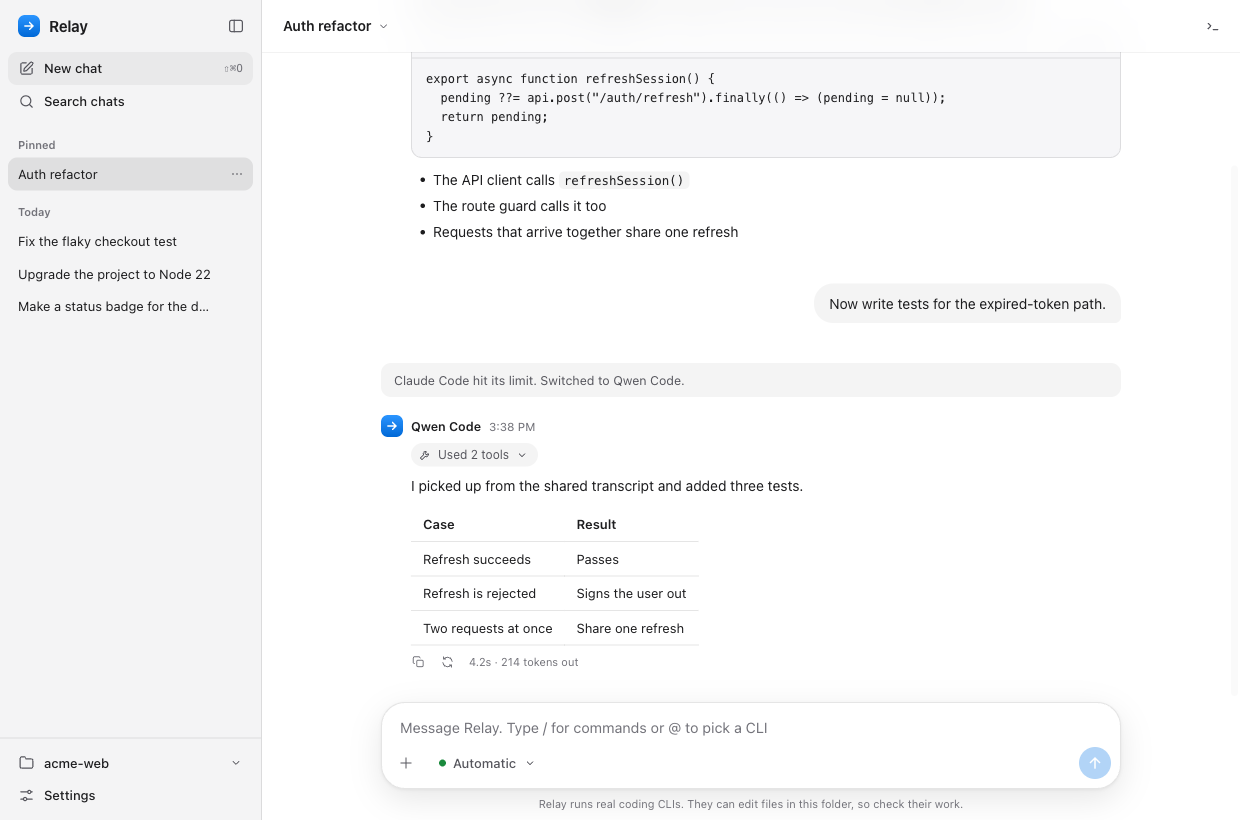 Relay
New chat
⇧⌘O
Search chats
Pinned
Auth refactor
Today
Fix the flaky checkout test
Upgrade the project to Node 22
Make a status badge for the d...
acme-web
Settings
Auth refactor
export async function refreshSession() {
  pending ??= api.post("/auth/refresh").finally(() => (pending = null));
  return pending;
}
• The API client calls refreshSession()
• The route guard calls it too
• Requests that arrive together share one refresh
Now write tests for the expired-token path.
Claude Code hit its limit. Switched to Qwen Code.
Qwen Code 3:38 PM
Used 2 tools
I picked up from the shared transcript and added three tests.
Case Result
Refresh succeeds Passes
Refresh is rejected Signs the user out
Two requests at once Share one refresh
4.2s · 214 tokens out
Message Relay. Type / for commands or @ to pick a CLI
Automatic
Relay runs real coding CLIs. They can edit files in this folder, so check their work.